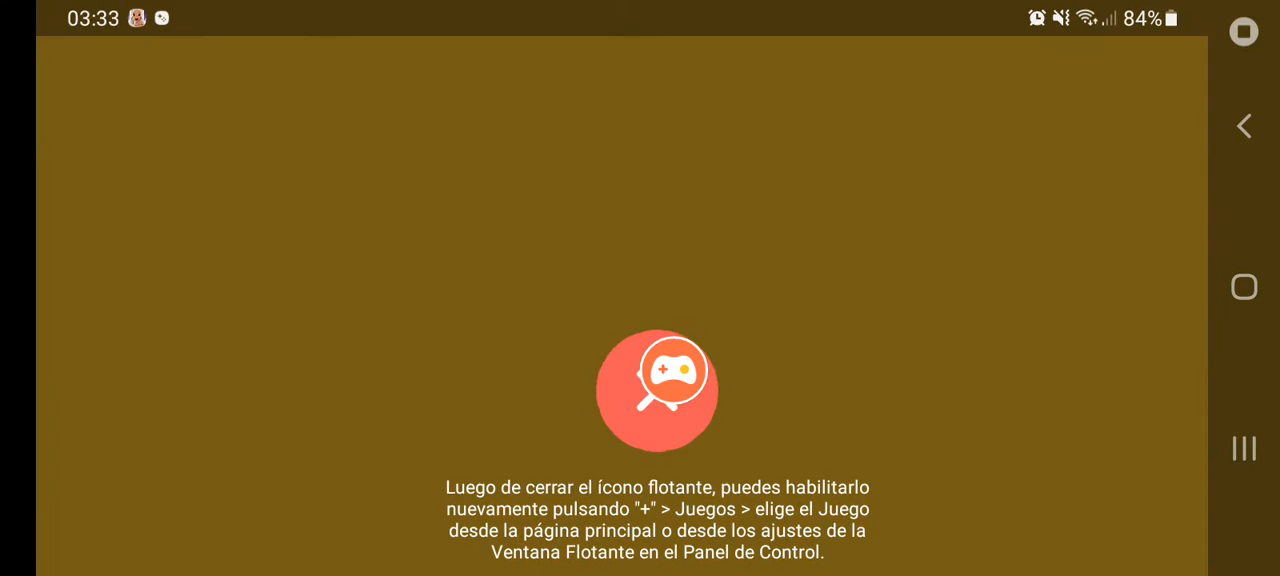 03:33
84%
Luego de cerrar el ícono flotante, puedes habilitarlo
nuevamente pulsando "+" > Juegos > elige el Juego
desde la página principal o desde los ajustes de la
Ventana Flotante en el Panel de Control.